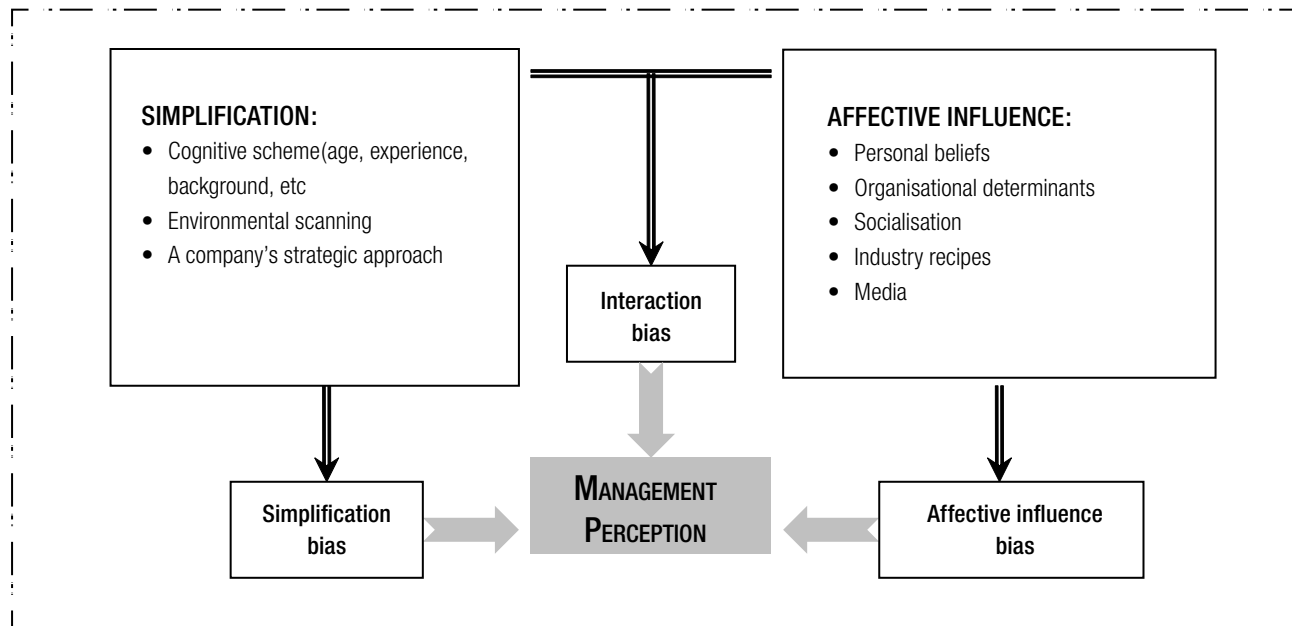 SIMPLIFICATION:
• Cognitive scheme(age, experience,
background, etc
• Environmental scanning
• A company’s strategic approach
AFFECTIVE INFLUENCE:
• Personal beliefs
• Organisational determinants
• Socialisation
• Industry recipes
• Media
Interaction
bias
Simplification
bias
MANAGEMENT
PERCEPTION
Affective influence
bias